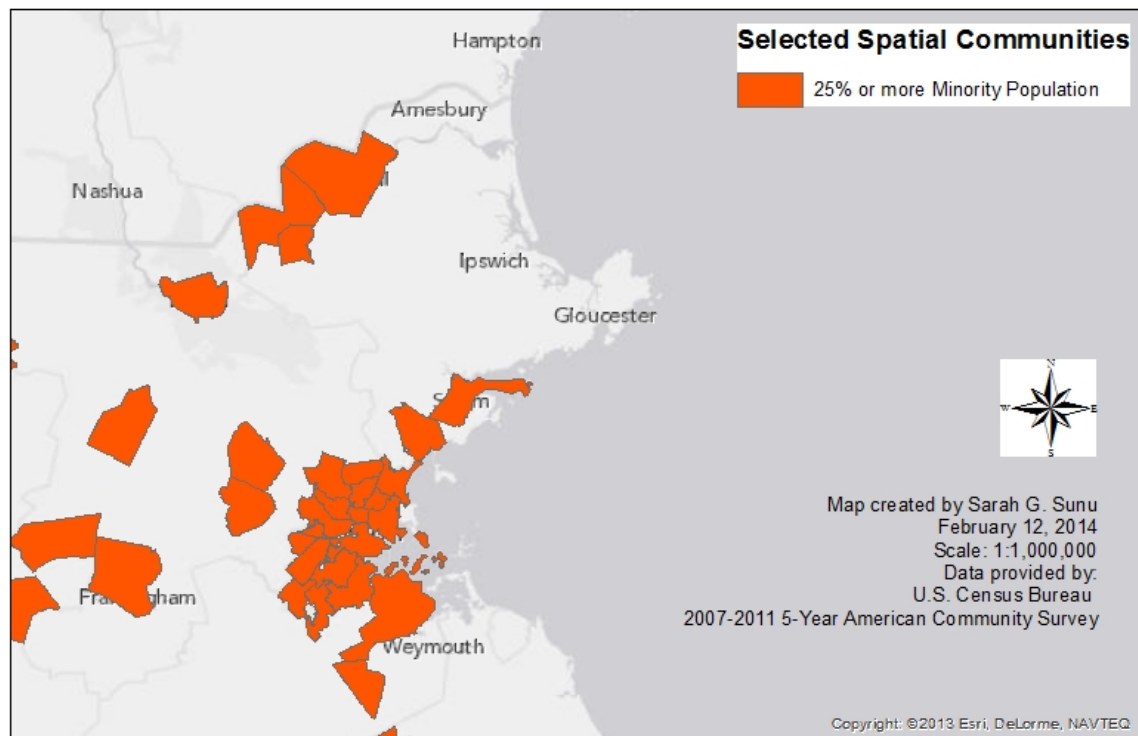 Hampton
Selected Spatial Communities
25% or more Minority Population
Amesbury
Nashua
Ipswich
Gloucester
N
W
E
S
Map created by Sarah G. Sunu
February 12, 2014
Scale: 1:1,000,000
Data provided by:
U.S. Census Bureau
2007-2011 5-Year American Community Survey
Weymouth
Copyright: ©2013 Esri, DeLorme, NAVTEQ